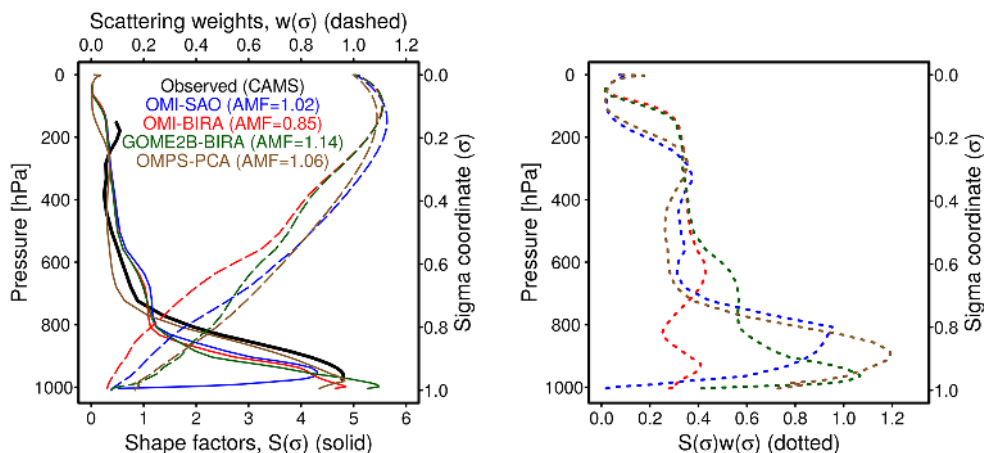 Scattering weights, w(σ) (dashed)
0.0 0.2 0.4 0.6 0.8 1.0 1.2
Observed (CAMS)
OMI-SAO (AMF=1.02)
OMI-BIRA (AMF=0.85)
GOME2B-BIRA (AMF=1.14)
OMPS-PCA (AMF=1.06)
Pressure [hPa]
0
200
400
600
800
1000
Sigma coordinate (σ)
0.0
0.2
0.4
0.6
0.8
1.0
0 1 2 3 4 5 6
Shape factors, S(σ) (solid)
Pressure [hPa]
0
200
400
600
800
1000
Sigma coordinate (σ)
0.0
0.2
0.4
0.6
0.8
1.0
0.0 0.2 0.4 0.6 0.8 1.0 1.2
S(σ)w(σ) (dotted)